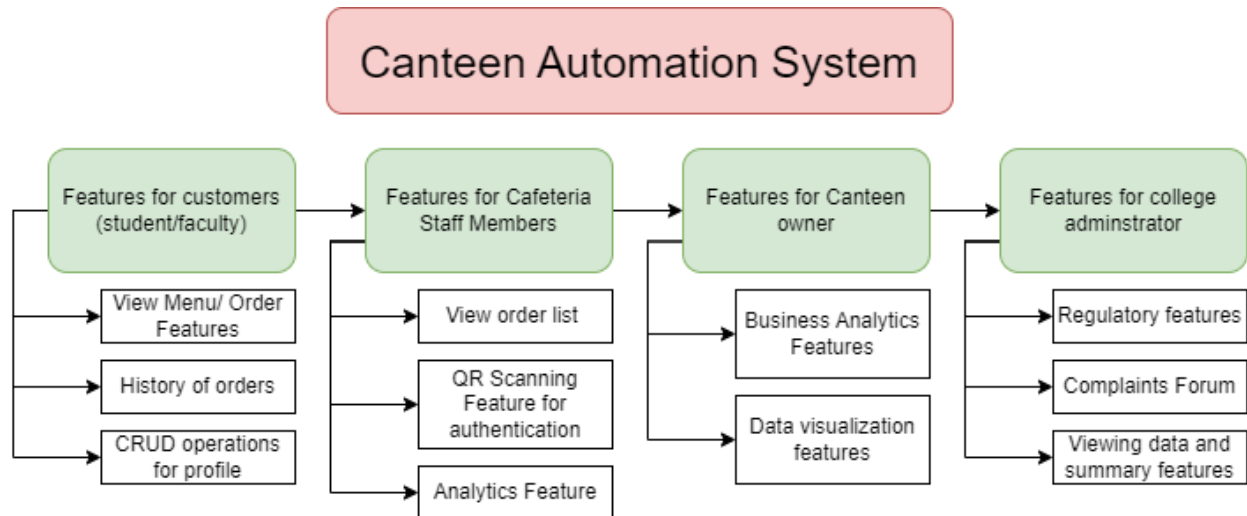 Canteen Automation System
Features for customers
(student/faculty)
Features for Cafeteria
Staff Members
Features for Canteen
owner
Features for college
adminstrator
View Menu/ Order
Features
History of orders
CRUD operations
for profile
View order list
QR Scanning
Feature for
authentication
Analytics Feature
Business Analytics
Features
Data visualization
features
Regulatory features
Complaints Forum
Viewing data and
summary features